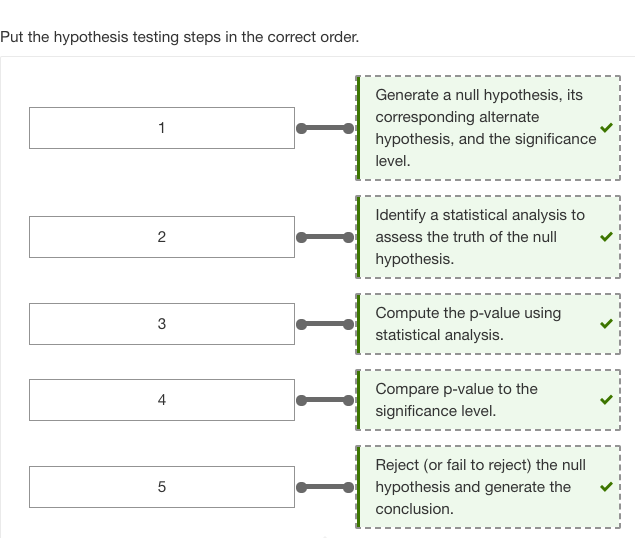 Put the hypothesis testing steps in the correct order.
1
Generate a null hypothesis, its
corresponding alternate
hypothesis, and the significance
level.
2
Identify a statistical analysis to
assess the truth of the null
hypothesis.
3
Compute the p-value using
statistical analysis.
4
Compare p-value to the
significance level.
5
Reject (or fail to reject) the null
hypothesis and generate the
conclusion.